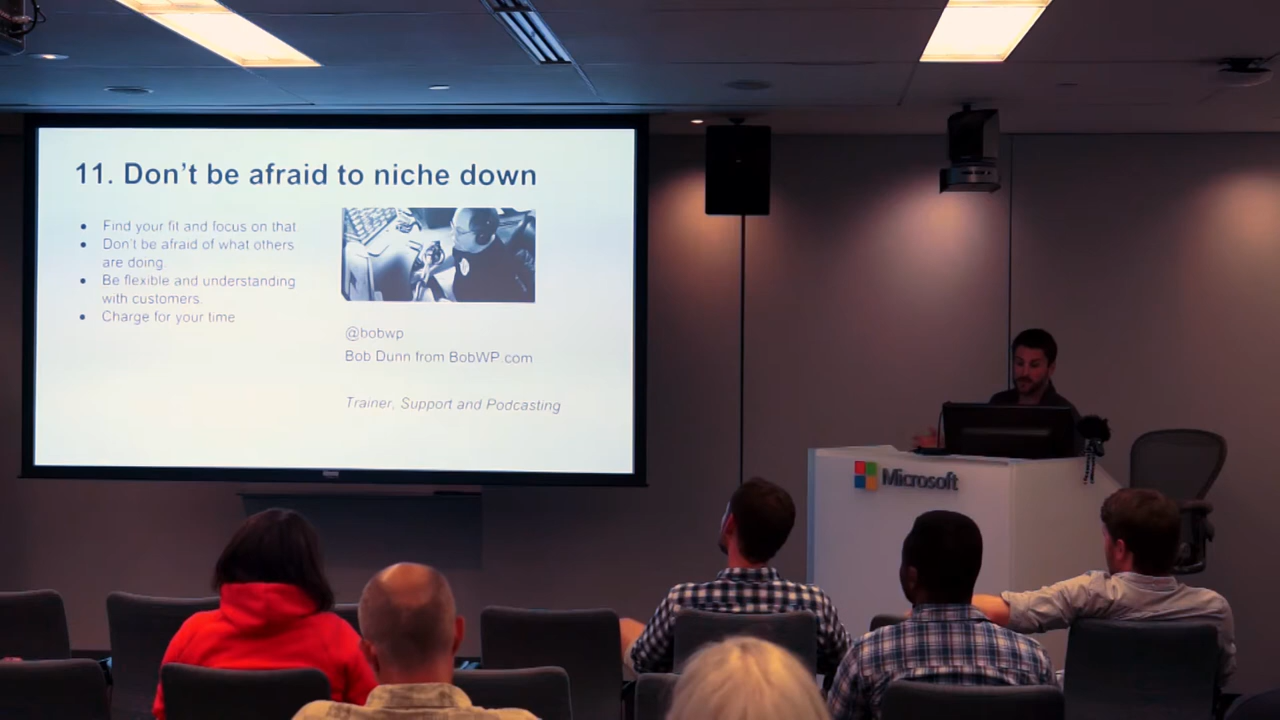 11. Don't be afraid to niche down
Find your fit and focus on that
Don't be afraid of what others
are doing.
Be flexible and understanding
with customers.
Charge for your time
@bobwp
Bob Dunn from BobWP.com
Trainer, Support and Podcasting
Microsoft